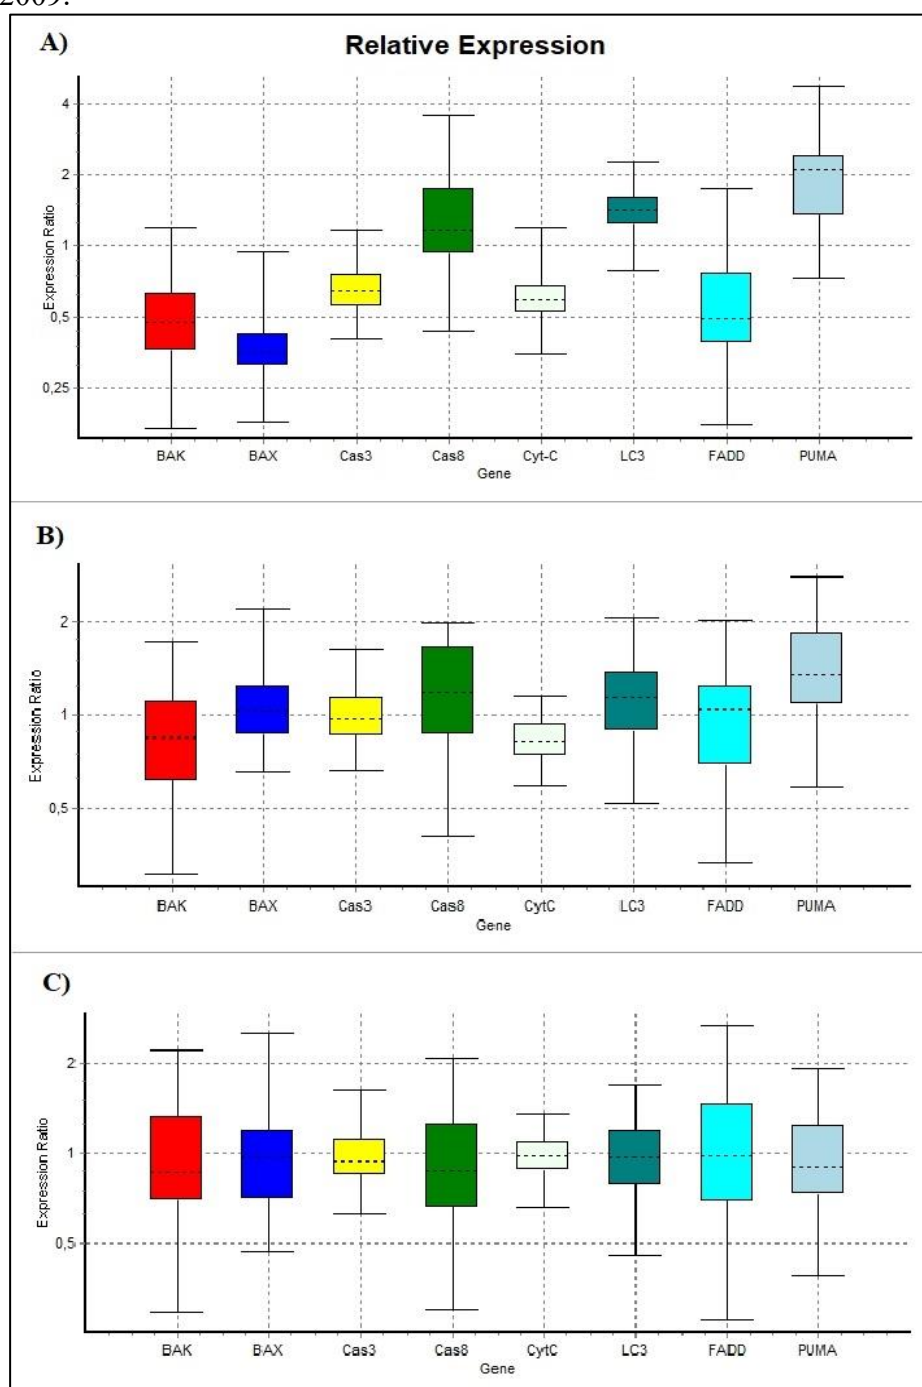 2009.
A)
Relative Expression
4
2
1
0,5
0,25
Expression Ratio
BAK BAX Cas3 Cas8 Cyt-C LC3 FADD PUMA
Gene
B)
2
1
0,5
Expression Ratio
BAK BAX Cas3 Cas8 CytC LC3 FADD PUMA
Gene
C)
2
1
0,5
Expression Ratio
BAK BAX Cas3 Cas8 CytC LC3 FADD PUMA
Gene